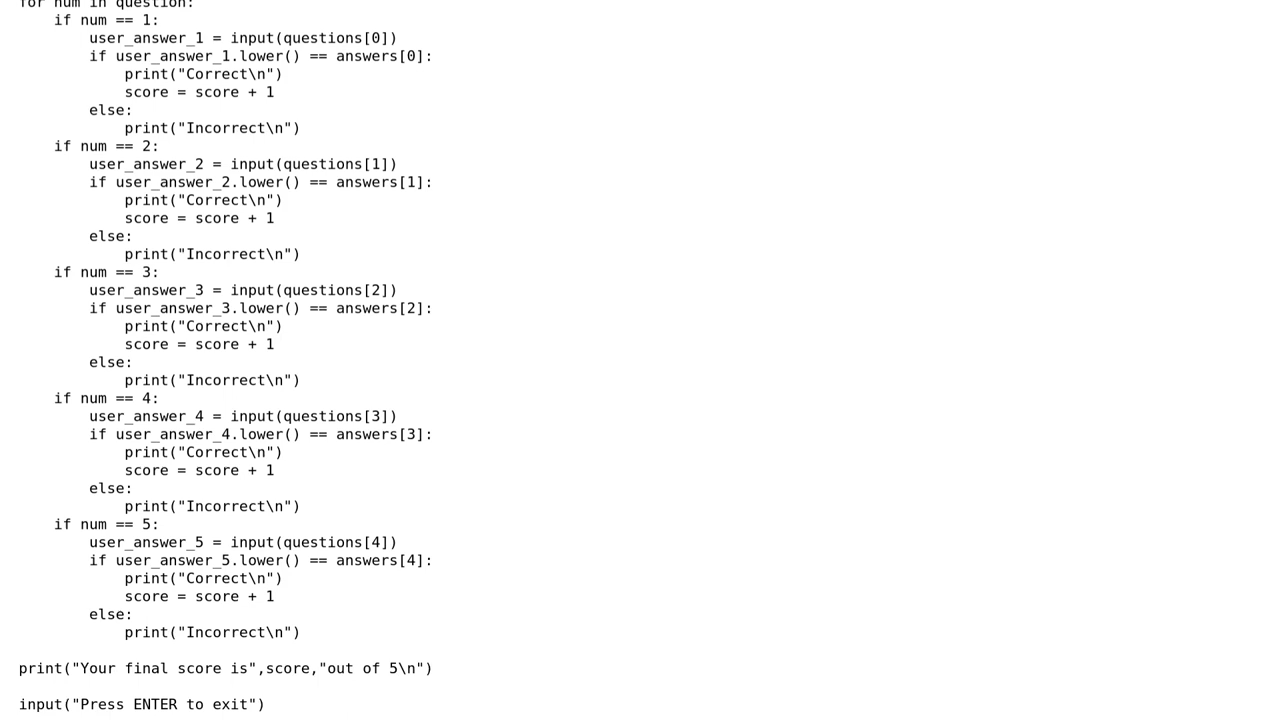 for num in question:
    if num == 1:
        user_answer_1 = input(questions[0])
        if user_answer_1.lower() == answers[0]:
            print("Correct\n")
            score = score + 1
        else:
            print("Incorrect\n")
    if num == 2:
        user_answer_2 = input(questions[1])
        if user_answer_2.lower() == answers[1]:
            print("Correct\n")
            score = score + 1
        else:
            print("Incorrect\n")
    if num == 3:
        user_answer_3 = input(questions[2])
        if user_answer_3.lower() == answers[2]:
            print("Correct\n")
            score = score + 1
        else:
            print("Incorrect\n")
    if num == 4:
        user_answer_4 = input(questions[3])
        if user_answer_4.lower() == answers[3]:
            print("Correct\n")
            score = score + 1
        else:
            print("Incorrect\n")
    if num == 5:
        user_answer_5 = input(questions[4])
        if user_answer_5.lower() == answers[4]:
            print("Correct\n")
            score = score + 1
        else:
            print("Incorrect\n")
print("Your final score is",score,"out of 5\n")
input("Press ENTER to exit")